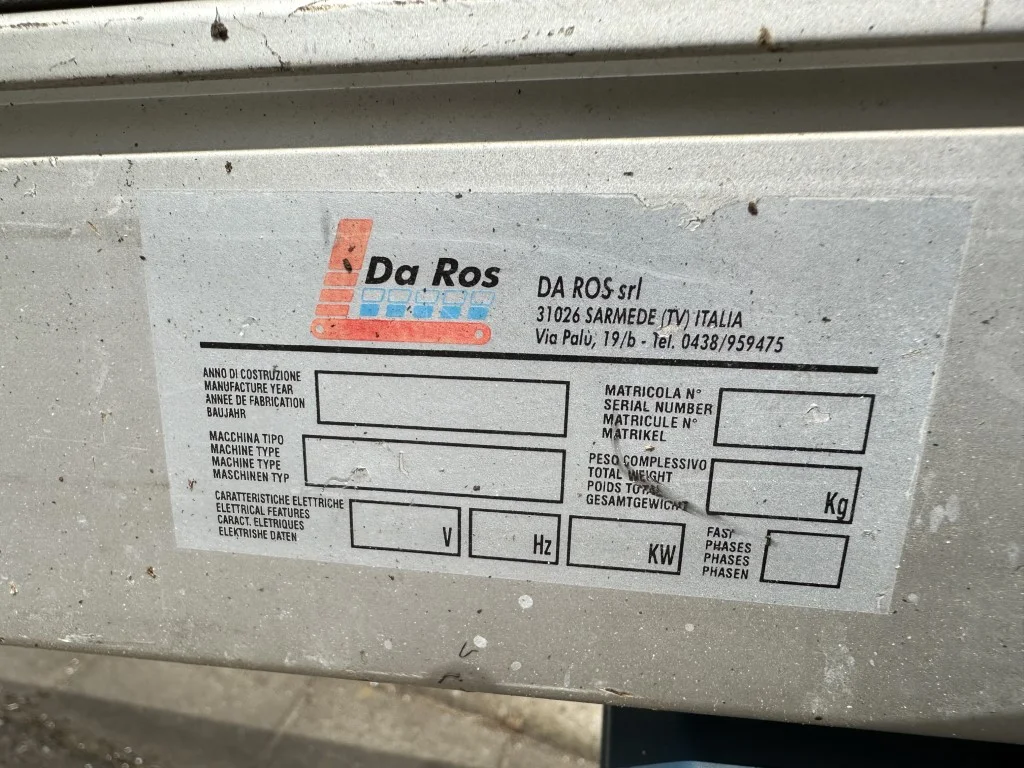 Da Ros
DA ROS srl
31026 SARMEDE (TV) ITALIA
Via Palù, 19/b - Tel. 0438/959475
ANNO DI COSTRUZIONE
MANUFACTURE YEAR
ANNEE DE FABRICATION
BAUJAHR
MATRICOLA N°
SERIAL NUMBER
MATRICULE N°
MATRIKEL
MACCHINA TIPO
MACHINE TYPE
MACHINE TYPE
MASCHINEN TYP
PESO COMPLESSIVO
TOTAL WEIGHT
POIDS TOTAL
GESAMTGEWICHT
Kg
CARATTERISTICHE ELETTRICHE
ELETTRICAL FEATURES
CARACT. ELETRIQUES
ELEKTRISHE DATEN
V
Hz
KW
FASI
PHASES
PHASES
PHASEN